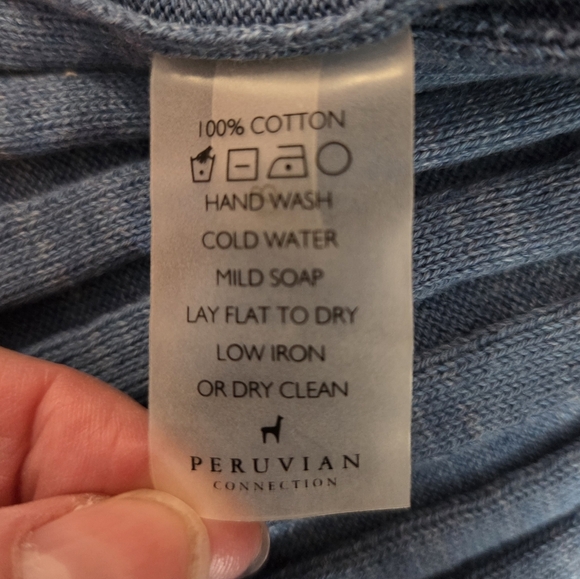 100% COTTON
HAND WASH
COLD WATER
MILD SOAP
LAY FLAT TO DRY
LOW IRON
OR DRY CLEAN
PERUVIAN
CONNECTION